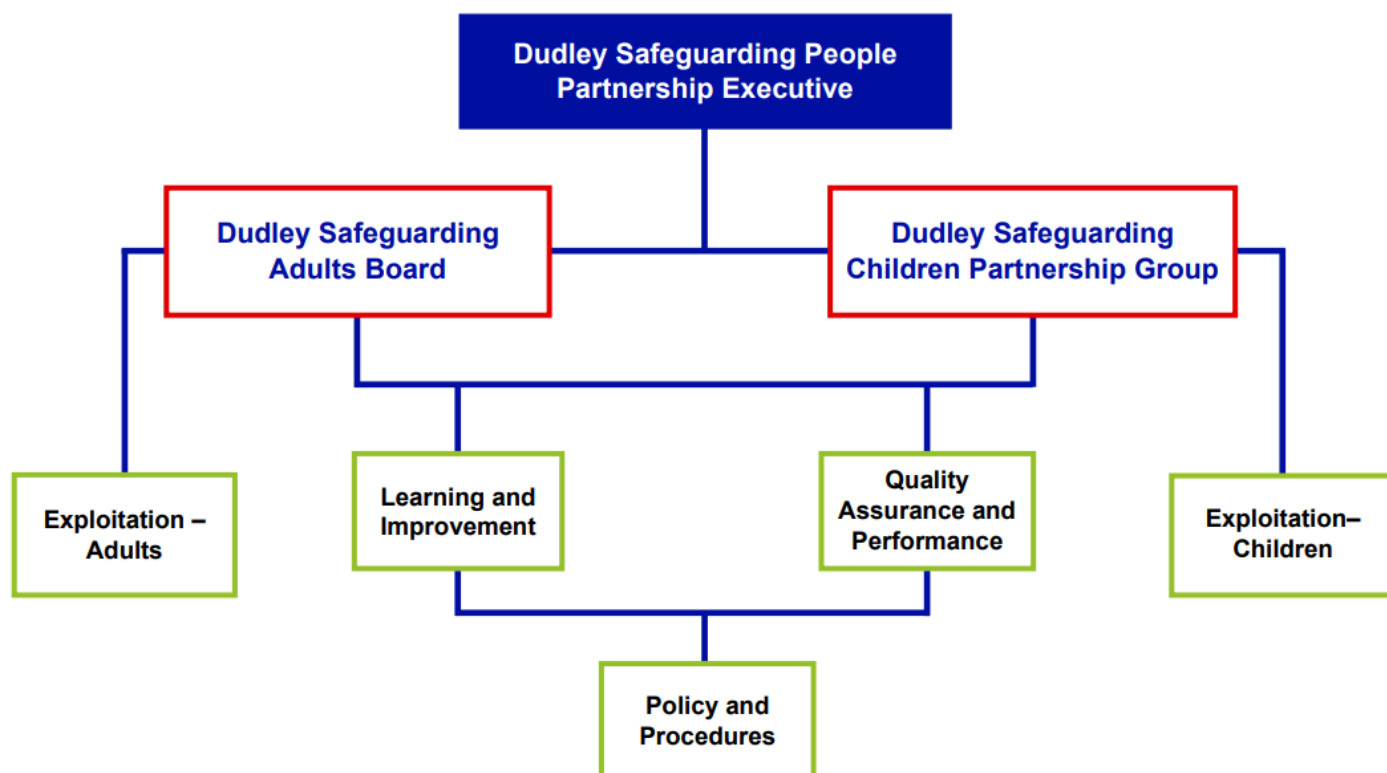 Dudley Safeguarding People
Partnership Executive
Dudley Safeguarding
Adults Board
Dudley Safeguarding
Children Partnership Group
Exploitation –
Adults
Learning and
Improvement
Quality
Assurance and
Performance
Exploitation–
Children
Policy and
Procedures